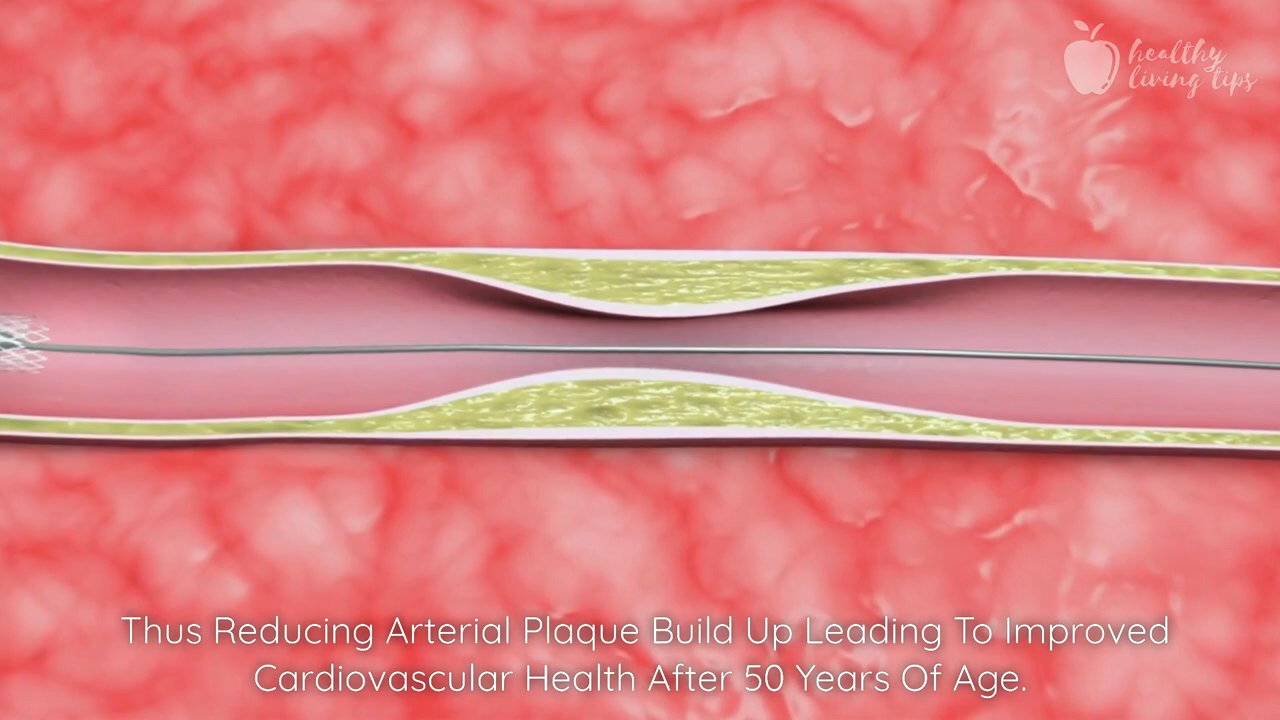 healthy
living tips
Thus Reducing Arterial Plaque Build Up Leading To Improved
Cardiovascular Health After 50 Years Of Age.